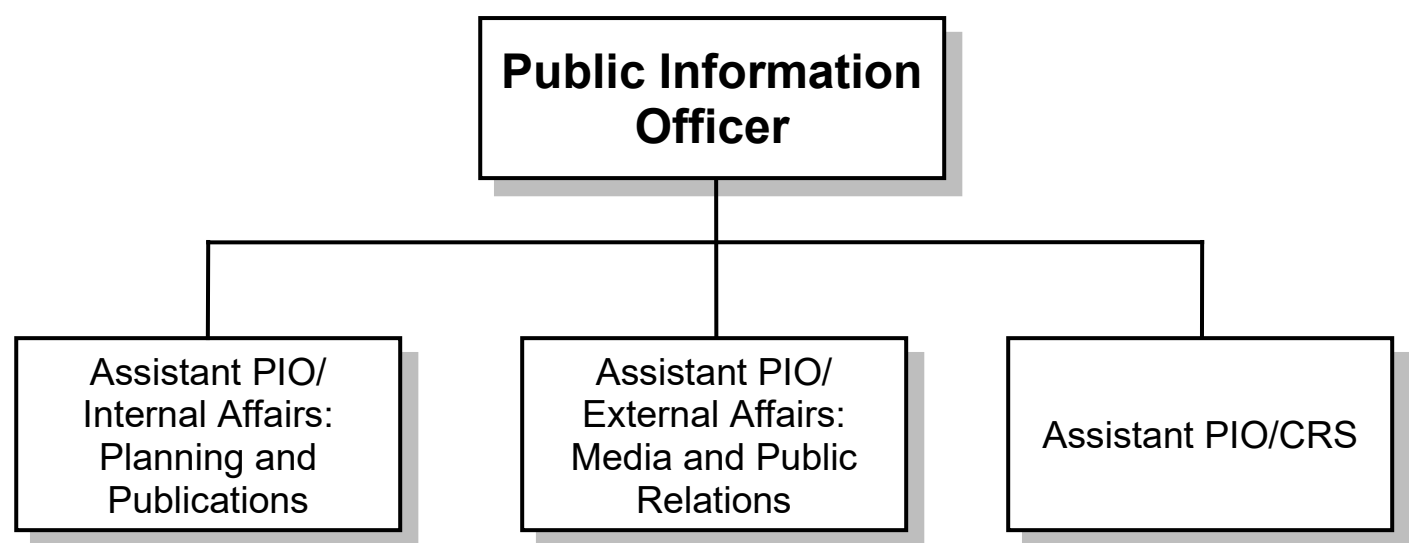 Public Information
Officer
Assistant PIO/
Internal Affairs:
Planning and
Publications
Assistant PIO/
External Affairs:
Media and Public
Relations
Assistant PIO/CRS